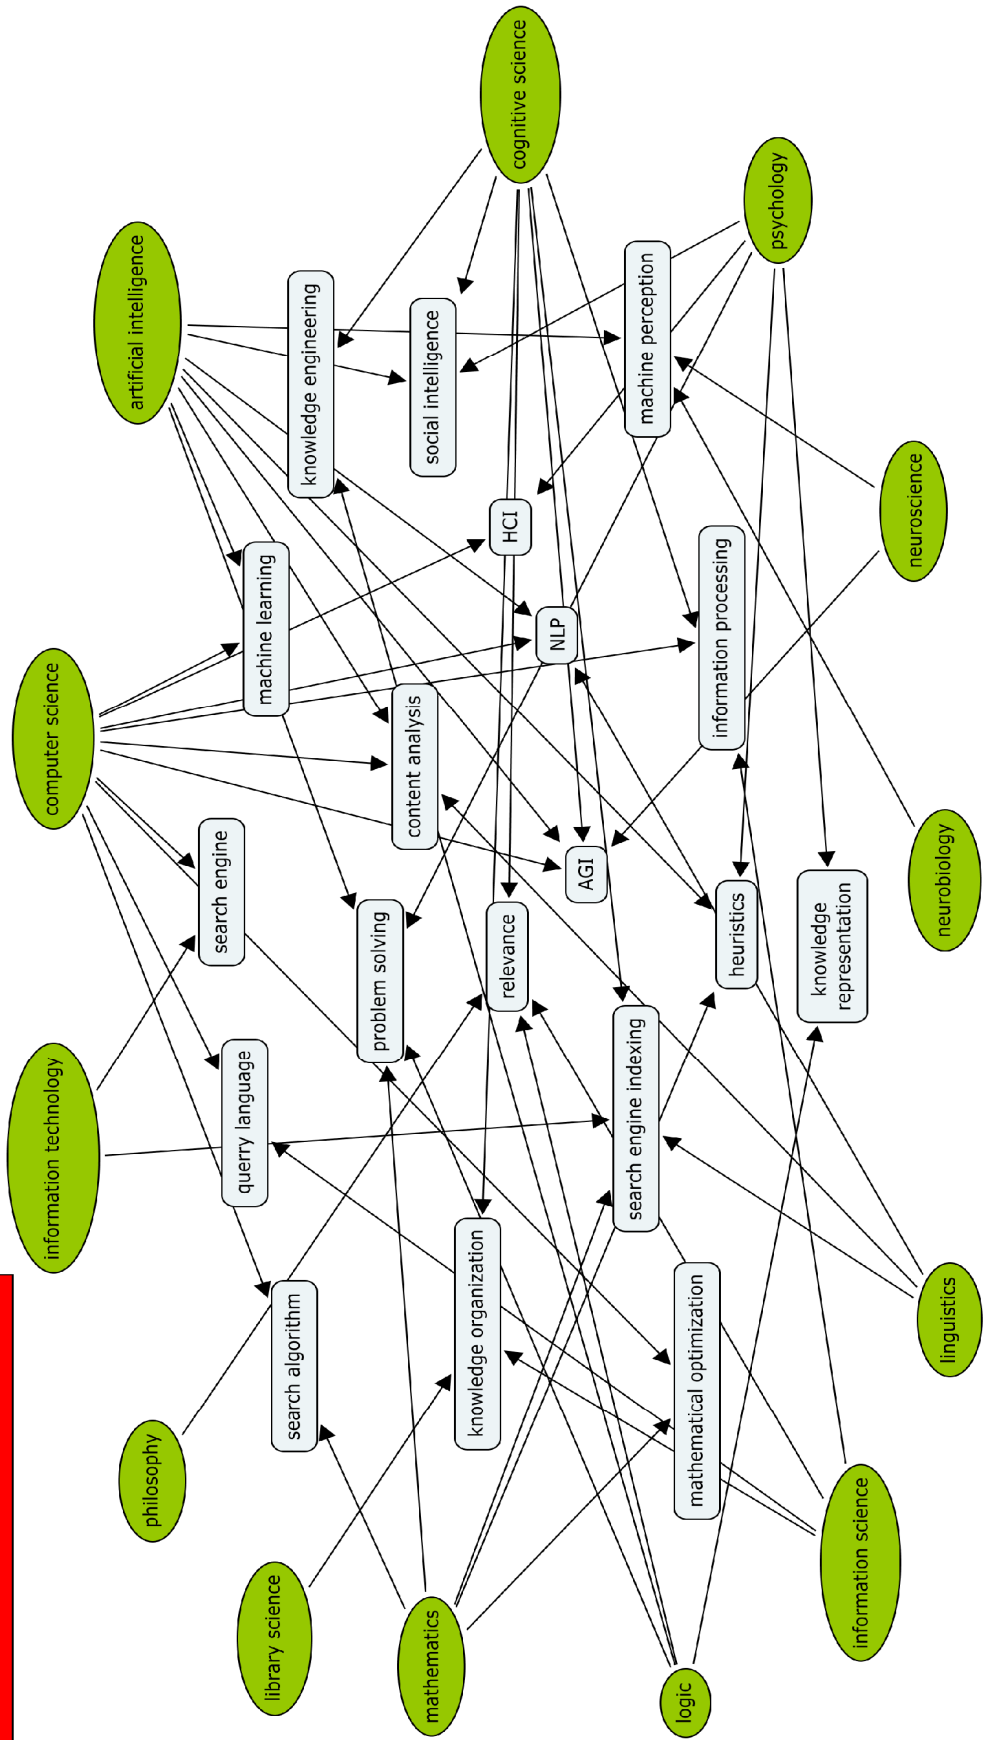 cognitive science
psychology
artificial intelligence
knowledge engineering
social intelligence
machine perception
HCI
neuroscience
machine learning
NLP
information processing
computer science
content analysis
AGI
search engine
problem solving
relevance
heuristics
knowledge
representation
neurobiology
information technology
querry language
search engine indexing
search algorithm
knowledge organization
mathematical optimization
linguistics
philosophy
library science
mathematics
logic
information science